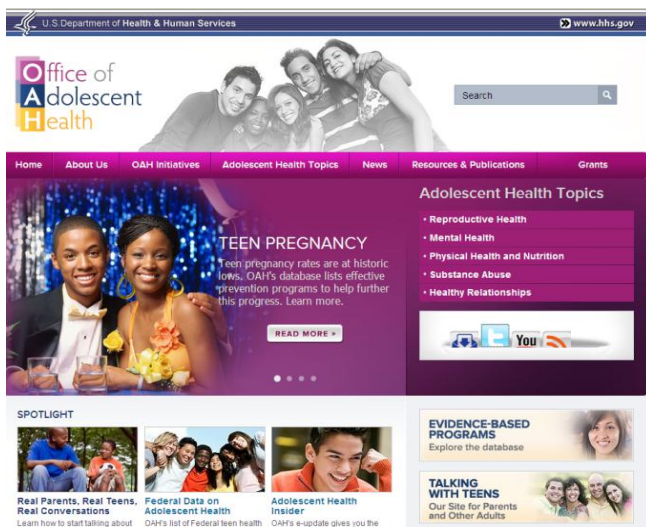 U.S. Department of Health & Human Services
www.hhs.gov
Office of
Adolescent
Health
Search
Home About Us OAH Initiatives Adolescent Health Topics News Resources & Publications Grants
TEEN PREGNANCY
Teen pregnancy rates are at historic
lows. OAH's database lists effective
prevention programs to help further
this progress. Learn more.
READ MORE »
Adolescent Health Topics
• Reproductive Health
• Mental Health
• Physical Health and Nutrition
• Substance Abuse
• Healthy Relationships
You
SPOTLIGHT
Real Parents, Real Teens,
Real Conversations
Learn how to start talking about
Federal Data on
Adolescent Health
OAH's list of Federal teen health
Adolescent Health
Insider
OAH's e-update gives you the
EVIDENCE-BASED
PROGRAMS
Explore the database
TALKING
WITH TEENS
Our Site for Parents
and Other Adults